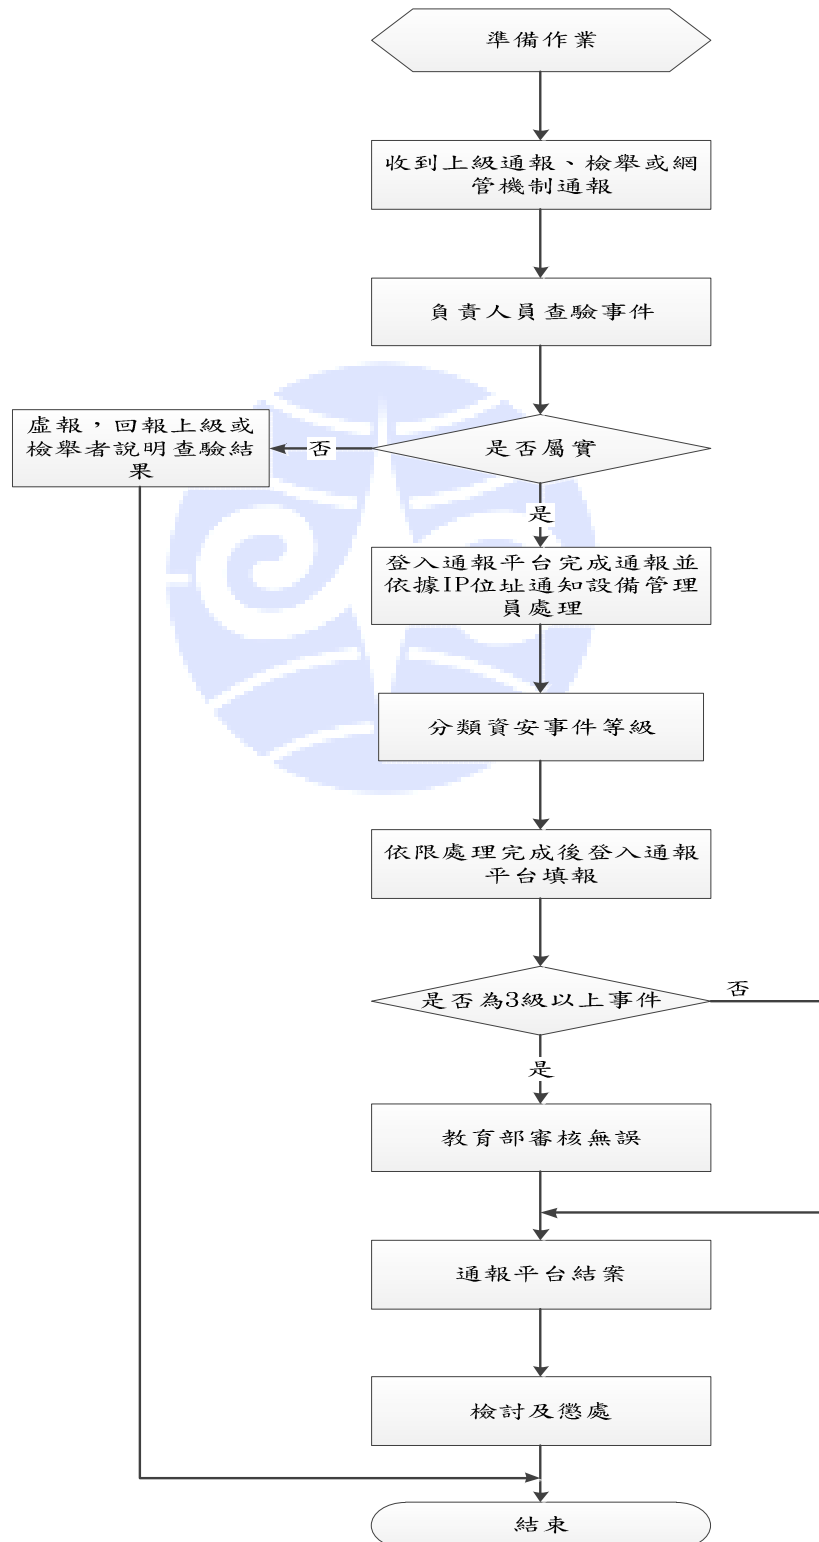 準備作業
收到上級通報、檢舉或網
管機制通報
負責人員查驗事件
虛報，回報上級或
檢舉者說明查驗結
果
否
是否屬實
是
登入通報平台完成通報並
依據IP位址通知設備管理
員處理
分類資安事件等級
依限處理完成後登入通報
平台填報
是否為3級以上事件
否
是
教育部審核無誤
通報平台結案
檢討及懲處
結束